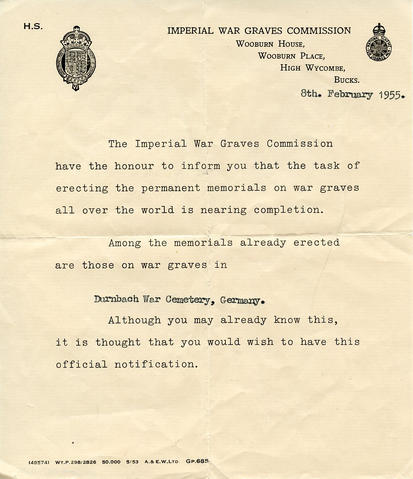 H.S.
IMPERIAL WAR GRAVES COMMISSION
WOOBURN HOUSE,
WOOBURN PLACE,
HIGH WYCOMBE,
BUCKS.
8th. February 1955.
The Imperial War Graves Commission
have the honour to inform you that the task of
erecting the permanent memorials on war graves
all over the world is nearing completion.
Among the memorials already erected
are those on war graves in
Durnbach War Cemetery, Germany.
Although you may already know this,
it is thought that you would wish to have this
official notification.
(485741) WY.P.298/2826 50,000 5/53 A.& E.W.LTD. GP.685